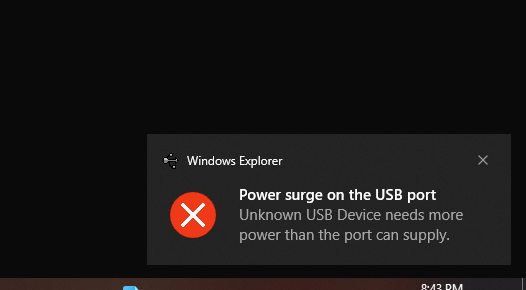 Windows Explorer
Power surge on the USB port
Unknown USB Device needs more
power than the port can supply.
8:43 PM